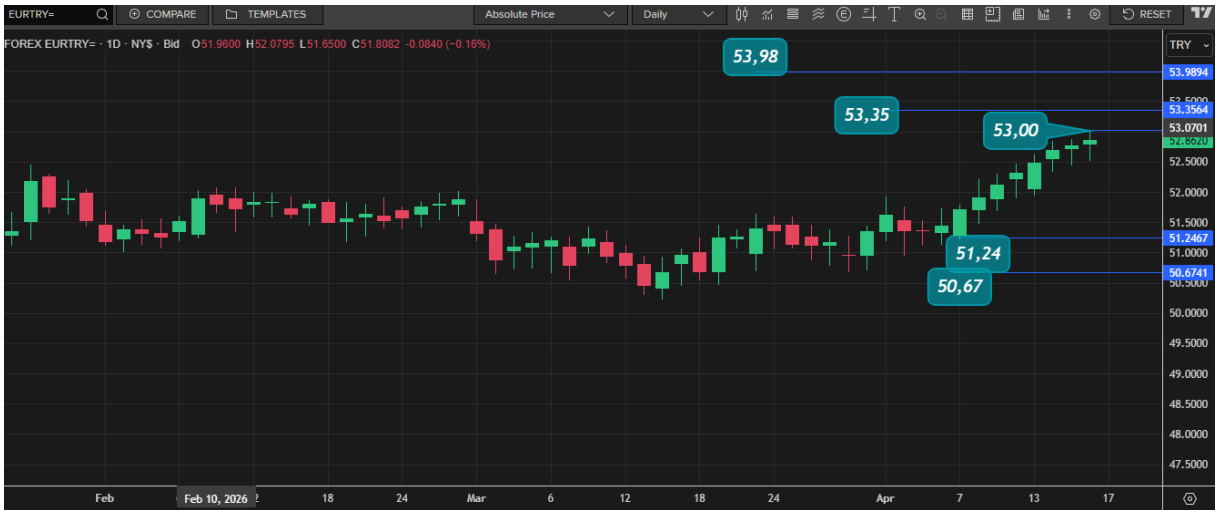 EURTRY=
COMPARE
TEMPLATES
Absolute Price
Daily
RESET
FOREX EURTRY= · 1D · NY$ · Bid O51.9600 H52.0795 L51.6500 C51.8082 -0.0840 (-0.16%)
TRY
53,98
53.9894
53,35
53.3564
53,00
53.0701
52.8620
52.5000
52.0000
51.5000
51.2467
51.0000
51,24
50.6741
50.5000
50,67
50.0000
49.5000
49.0000
48.5000
48.0000
47.5000
Feb
Feb 10, 2026
18
24
Mar
6
12
18
24
Apr
7
13
17